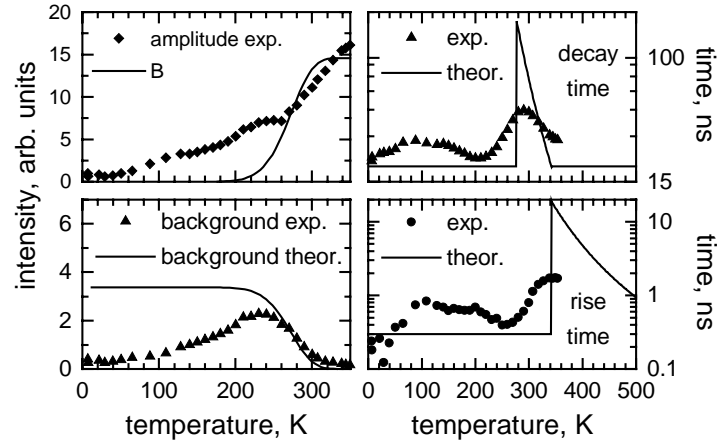 20
15
10
5
0
amplitude exp.
B
exp.
theor.
decay
time
100
15
time, ns
intensity, arb. units
6
4
2
0
background exp.
background theor.
exp.
theor.
rise
time
10
1
0.1
time, ns
0 100 200 300
0 100 200 300 400 500
temperature, K
temperature, K